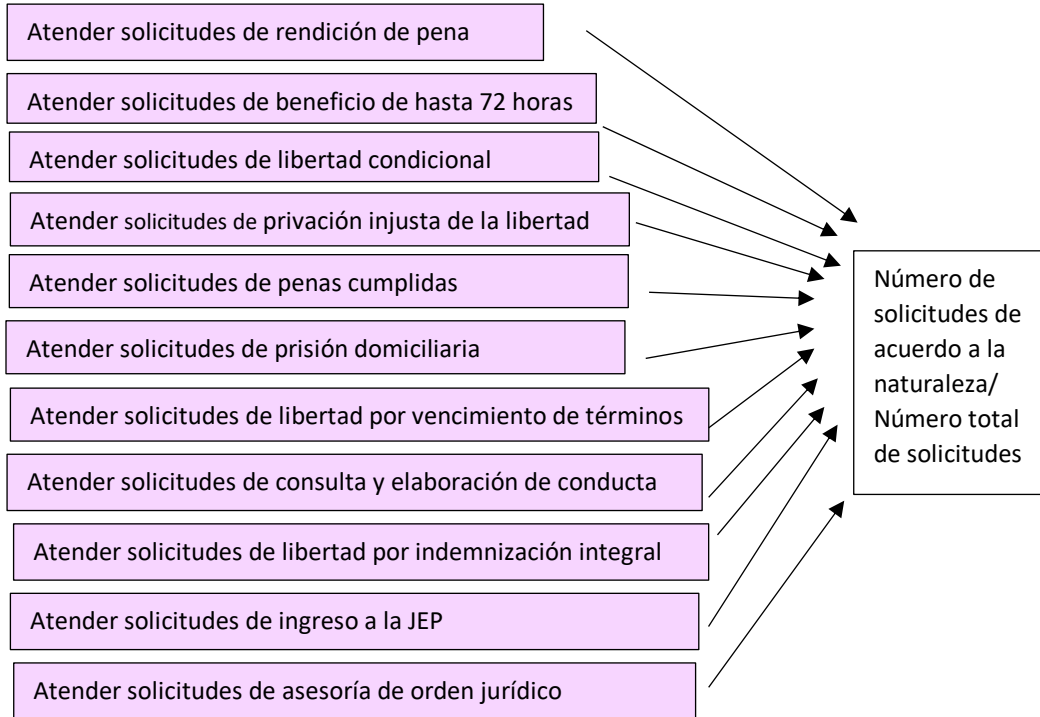 Atender solicitudes de rendición de pena
Atender solicitudes de beneficio de hasta 72 horas
Atender solicitudes de libertad condicional
Atender solicitudes de privación injusta de la libertad
Atender solicitudes de penas cumplidas
Atender solicitudes de prisión domiciliaria
Atender solicitudes de libertad por vencimiento de términos
Atender solicitudes de consulta y elaboración de conducta
Atender solicitudes de libertad por indemnización integral
Atender solicitudes de ingreso a la JEP
Atender solicitudes de asesoría de orden jurídico
Número de
solicitudes de
acuerdo a la
naturaleza/
Número total
de solicitudes